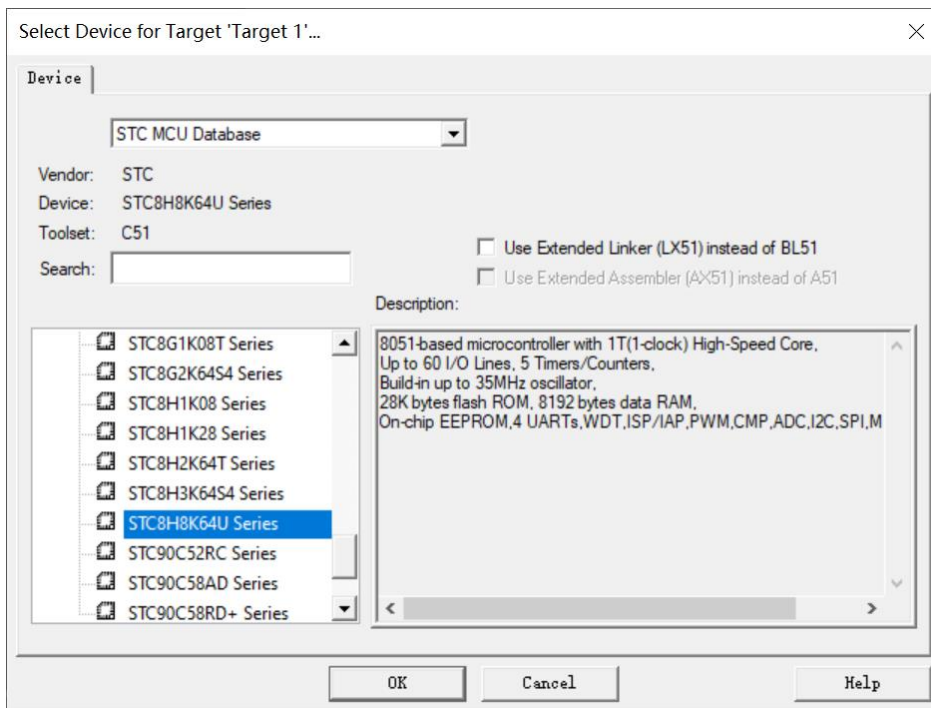 Select Device for Target 'Target 1'...
Device
STC MCU Database
Vendor: STC
Device: STC8H8K64U Series
Toolset: C51
Search:
Use Extended Linker (LX51) instead of BL51
Use Extended Assembler (AX51) instead of A51
Description:
STC8G1K08T Series
STC8G2K64S4 Series
STC8H1K08 Series
STC8H1K28 Series
STC8H2K64T Series
STC8H3K64S4 Series
STC8H8K64U Series
STC90C52RC Series
STC90C58AD Series
STC90C58RD+ Series
8051-based microcontroller with 1T(1-clock) High-Speed Core,
Up to 60 I/O Lines, 5 Timers/Counters,
Build-in up to 35MHz oscillator,
28K bytes flash ROM, 8192 bytes data RAM,
On-chip EEPROM,4 UARTs,WDT,ISP/IAP,PWM,CMP,ADC,I2C,SPI,M
OK
Cancel
Help